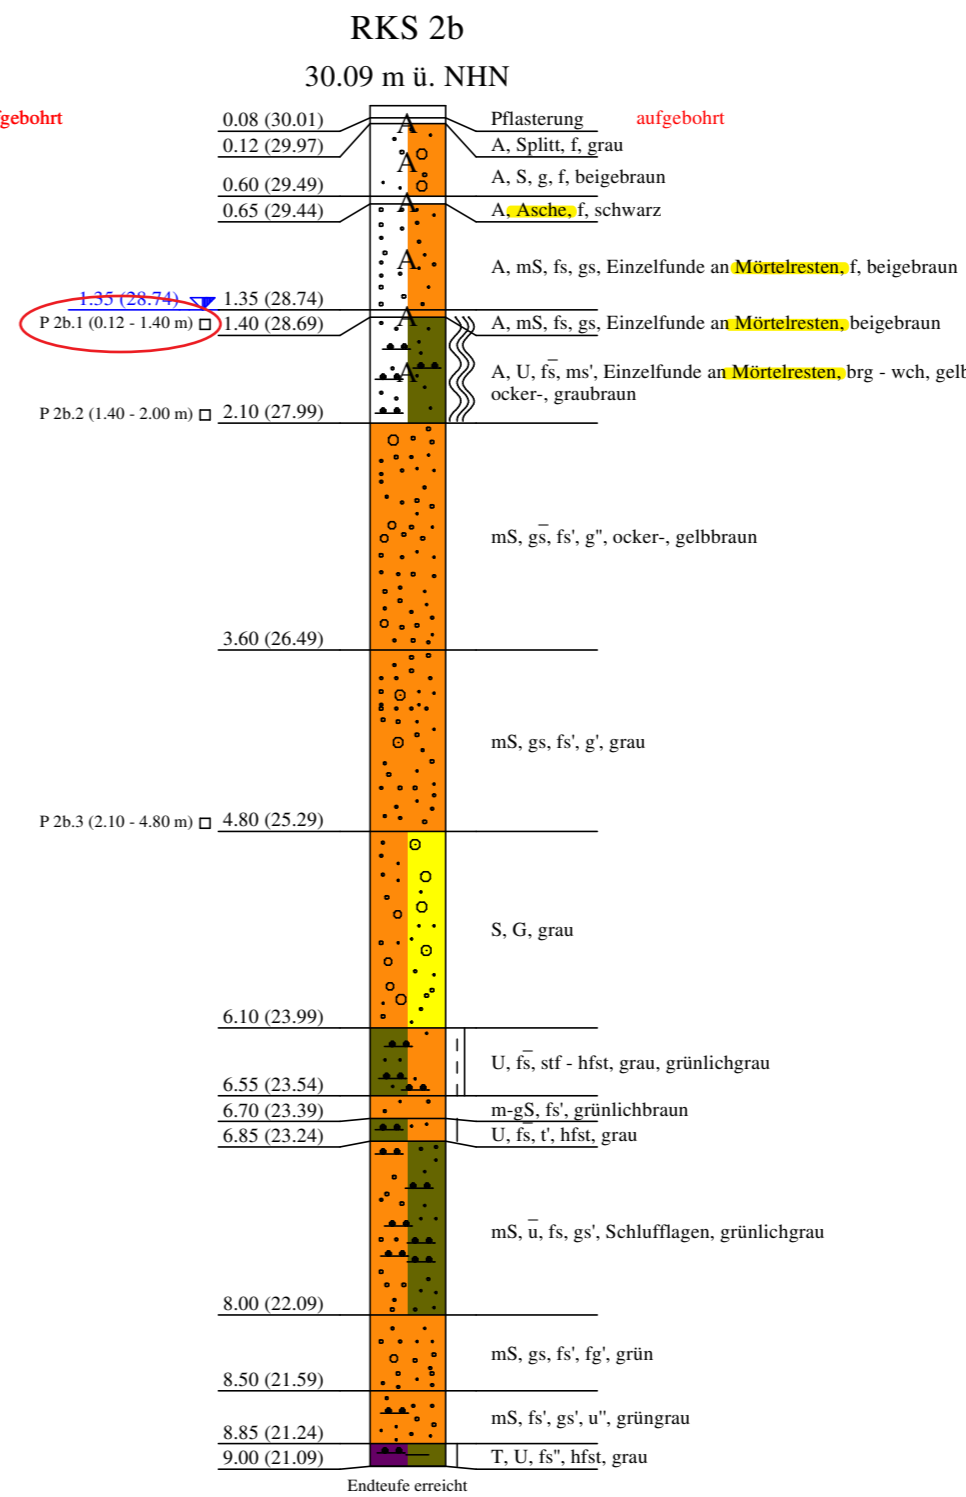 RKS 2b
30.09 m ü. NHN
fgebohrt
0.08 (30.01) Pflasterung aufgebohrt
0.12 (29.97) A, Splitt, f, grau
0.60 (29.49) A, S, g, f, beigebraun
0.65 (29.44) A, Asche, f, schwarz
A
A
A
A
A
A
1.35 (28.74) 1.35 (28.74) A, mS, fs, gs, Einzelfunde an Mörtelresten, f, beigebraun
P 2b.1 (0.12 - 1.40 m) 1.40 (28.69) A, mS, fs, gs, Einzelfunde an Mörtelresten, beigebraun
A, U, fs̅, ms', Einzelfunde an Mörtelresten, brg - wch, gelb
ocker-, graubraun
P 2b.2 (1.40 - 2.00 m) 2.10 (27.99)
mS, gs̅, fs', g'', ocker-, gelbbraun
3.60 (26.49)
mS, gs, fs', g', grau
P 2b.3 (2.10 - 4.80 m) 4.80 (25.29)
S, G, grau
6.10 (23.99)
U, fs̅, stf - hfst, grau, grünlichgrau
6.55 (23.54)
6.70 (23.39) m-gS, fs', grünlichbraun
6.85 (23.24) U, fs̅, t', hfst, grau
mS, u̅, fs, gs', Schlufflagen, grünlichgrau
8.00 (22.09)
mS, gs, fs', fg', grün
8.50 (21.59)
mS, fs', gs', u'', grüngrau
8.85 (21.24)
9.00 (21.09) T, U, fs'', hfst, grau
Endteufe erreicht